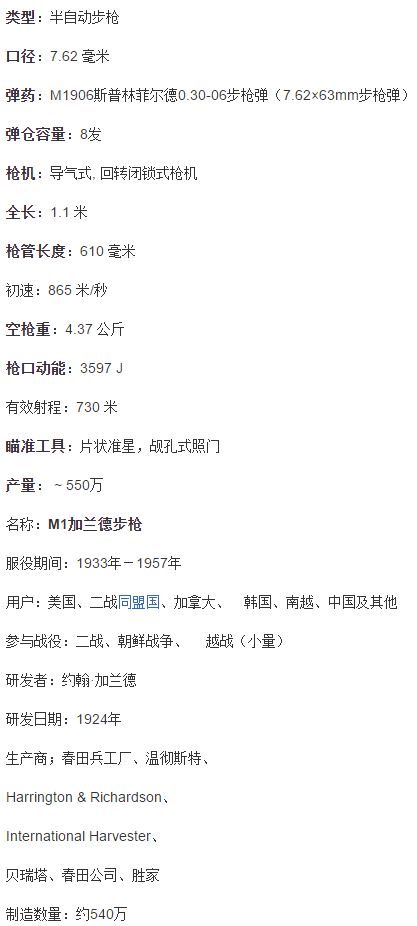 类型：半自动步枪
口径：7.62 毫米
弹药：M1906斯普林菲尔德0.30-06步枪弹（7.62×63mm步枪弹）
弹仓容量：8发
枪机：导气式, 回转闭锁式枪机
全长：1.1 米
枪管长度：610 毫米
初速：865 米/秒
空枪重：4.37 公斤
枪口动能：3597 J
有效射程：730 米
瞄准工具：片状准星，觇孔式照门
产量： ~ 550万
名称：M1加兰德步枪
服役期间：1933年－1957年
用户：美国、二战同盟国、加拿大、　韩国、南越、中国及其他
参与战役：二战、朝鲜战争、　越战（小量）
研发者：约翰·加兰德
研发日期：1924年
生产商；春田兵工厂、温彻斯特、
Harrington & Richardson、
International Harvester、
贝瑞塔、春田公司、胜家
制造数量：约540万